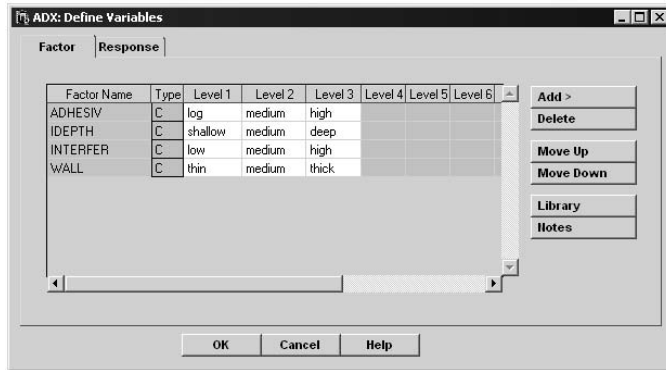 ADX: Define Variables
Factor Response
Factor Name Type Level 1 Level 2 Level 3 Level 4 Level 5 Level 6
ADHESIV C log medium high
IDEPTH C shallow medium deep
INTERFER C low medium high
WALL C thin medium thick
Add >
Delete
Move Up
Move Down
Library
Notes
OK Cancel Help